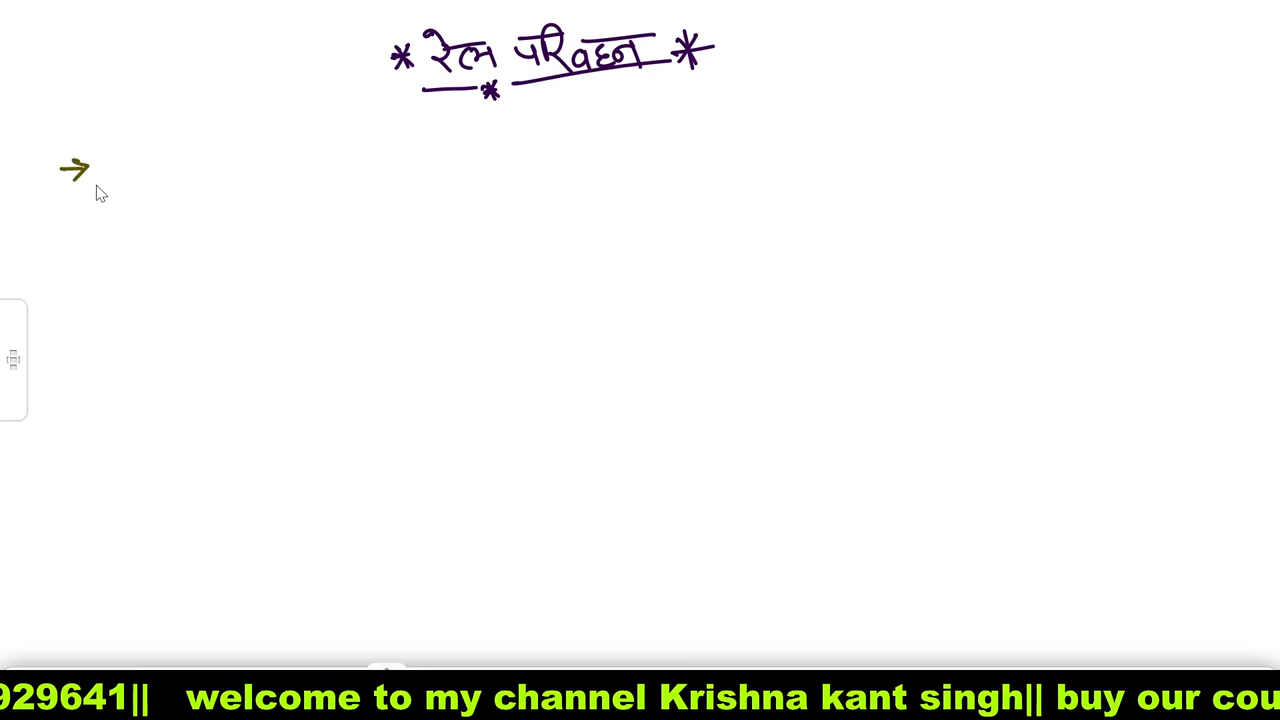 * रेल परिवहन *
*
→
929641|| welcome to my channel Krishna kant singh|| buy our cou